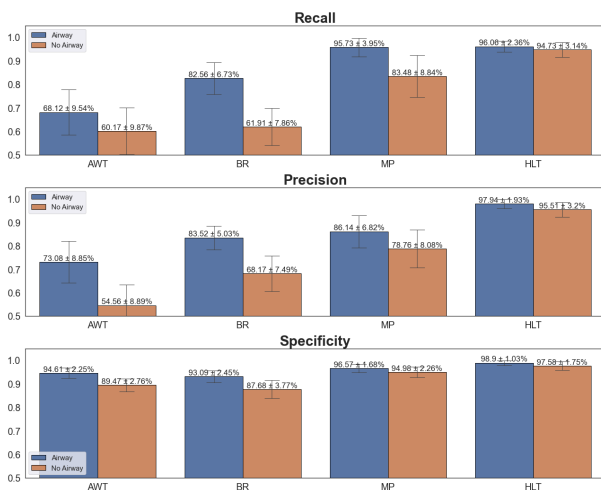 Recall
1.0
0.9
0.8
0.7
0.6
0.5
Airway
No Airway
68.12 ± 9.54%
60.17 ± 9.87%
82.56 ± 6.73%
61.91 ± 7.86%
95.73 ± 3.95%
83.48 ± 8.84%
96.08 ± 2.36%
94.73 ± 3.14%
AWT BR MP HLT
Precision
1.0
0.9
0.8
0.7
0.6
0.5
Airway
No Airway
73.08 ± 8.85%
54.56 ± 8.89%
83.52 ± 5.03%
68.17 ± 7.49%
86.14 ± 6.82%
78.76 ± 8.08%
97.94 ± 1.93%
95.51 ± 3.2%
AWT BR MP HLT
Specificity
1.0
0.9
0.8
0.7
0.6
0.5
94.61 ± 2.25%
89.47 ± 2.76%
93.09 ± 2.45%
87.68 ± 3.77%
96.57 ± 1.68%
94.98 ± 2.26%
98.9 ± 1.03%
97.58 ± 1.75%
Airway
No Airway
AWT BR MP HLT